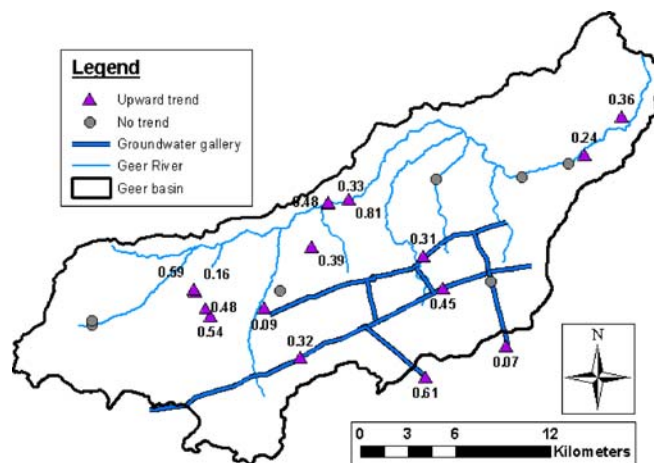 Legend
Upward trend
No trend
Groundwater gallery
Geer River
Geer basin
0.36
0.24
0.33
0.48
0.81
0.31
0.39
0.59
0.16
0.48
0.54
0.09
0.45
0.32
0.07
0.61
N
0 3 6 12
Kilometers